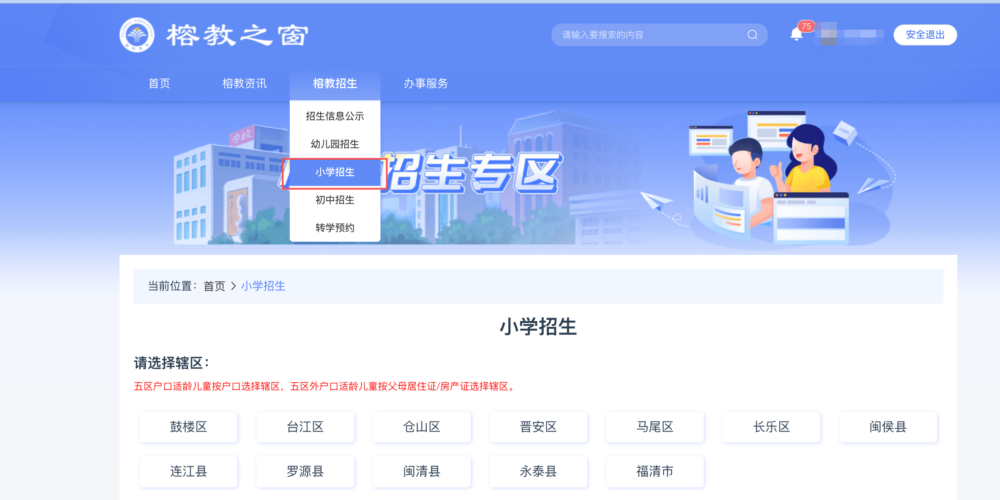 榕教之窗
请输入要搜索的内容
75
安全退出
首页
榕教资讯
榕教招生
办事服务
招生信息公示
幼儿园招生
小学招生
初中招生
转学预约
学校
招生专区
.com
当前位置：首页 > 小学招生
小学招生
请选择辖区：
五区户口适龄儿童按户口选择辖区，五区外户口适龄儿童按父母居住证/房产证选择辖区。
鼓楼区
台江区
仓山区
晋安区
马尾区
长乐区
闽侯县
连江县
罗源县
闽清县
永泰县
福清市